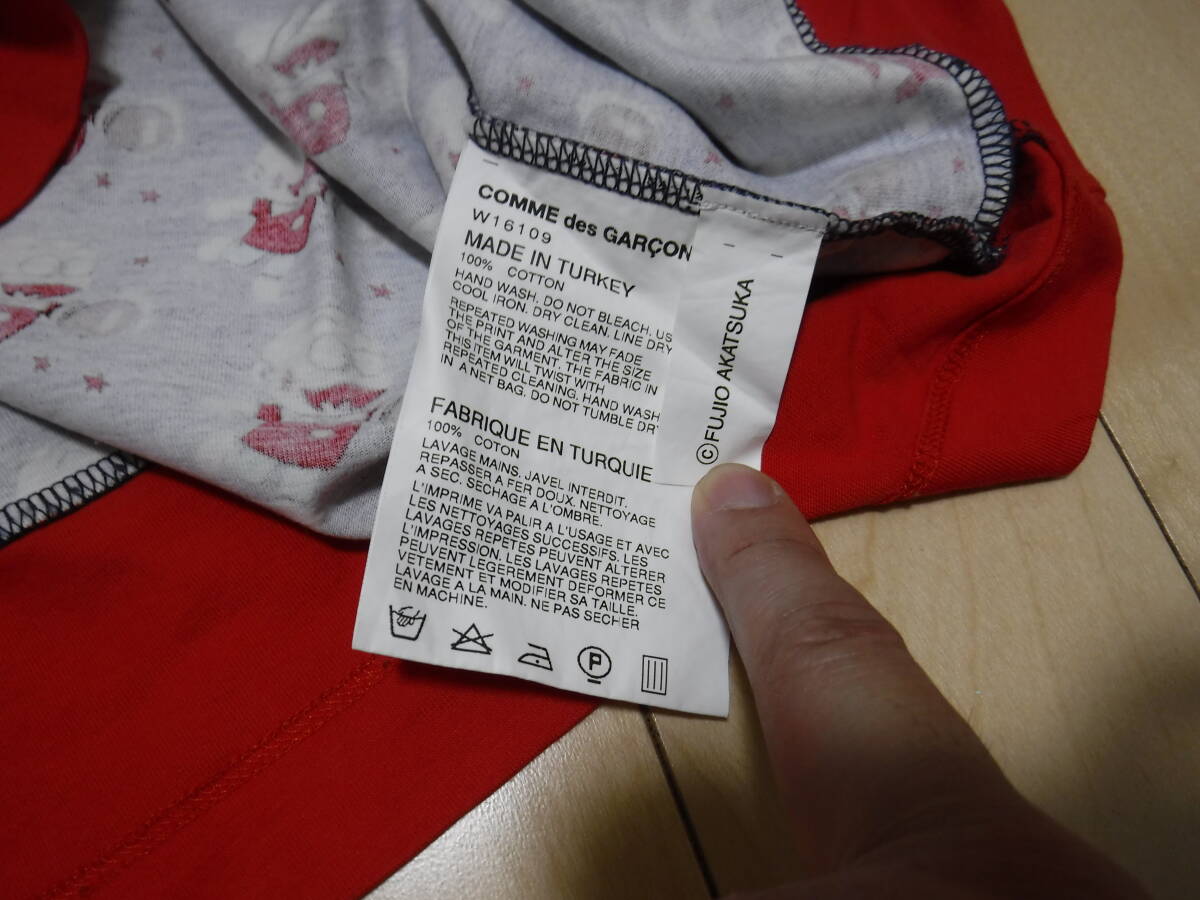 COMME des GARÇON
W16109
MADE IN TURKEY
100% COTTON
HAND WASH. DO NOT BLEACH. US
COOL IRON. DRY CLEAN. LINE DRY
REPEATED WASHING MAY FADE
THE PRINT AND ALTER THE SIZE
OF THE GARMENT. THE FABRIC IN
THIS ITEM WILL TWIST WITH
REPEATED CLEANING. HAND WASH
IN A NET BAG. DO NOT TUMBLE DR
FABRIQUE EN TURQUIE
100% COTON
LAVAGE MAINS. JAVEL INTERDIT.
REPASSER A FER DOUX. NETTOYAGE
A SEC. SECHAGE A L'OMBRE.
L'IMPRIME VA PALIR A L'USAGE ET AVEC
LES NETTOYAGES SUCCESSIFS. LES
LAVAGES REPETES PEUVENT ALTERER
L'IMPRESSION. LES LAVAGES REPETES
PEUVENT LEGEREMENT DEFORMER CE
VETEMENT ET MODIFIER SA TAILLE.
LAVAGE A LA MAIN. NE PAS SECHER
EN MACHINE.
P
©FUJIO AKATSUKA